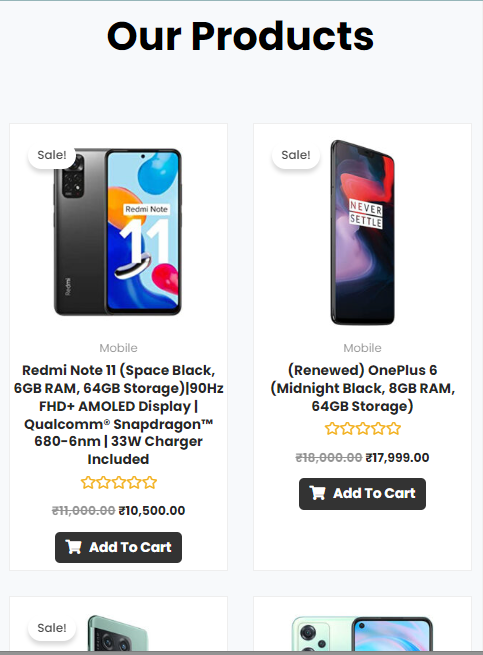 Our Products
Sale!
Redmi Note
11
Redmi
Mobile
Redmi Note 11 (Space Black,
6GB RAM, 64GB Storage)|90Hz
FHD+ AMOLED Display |
Qualcomm® Snapdragon™
680-6nm | 33W Charger
Included
₹11,000.00 ₹10,500.00
Add To Cart
Sale!
NEVER
SETTLE
Mobile
(Renewed) OnePlus 6
(Midnight Black, 8GB RAM,
64GB Storage)
₹18,000.00 ₹17,999.00
Add To Cart
Sale!